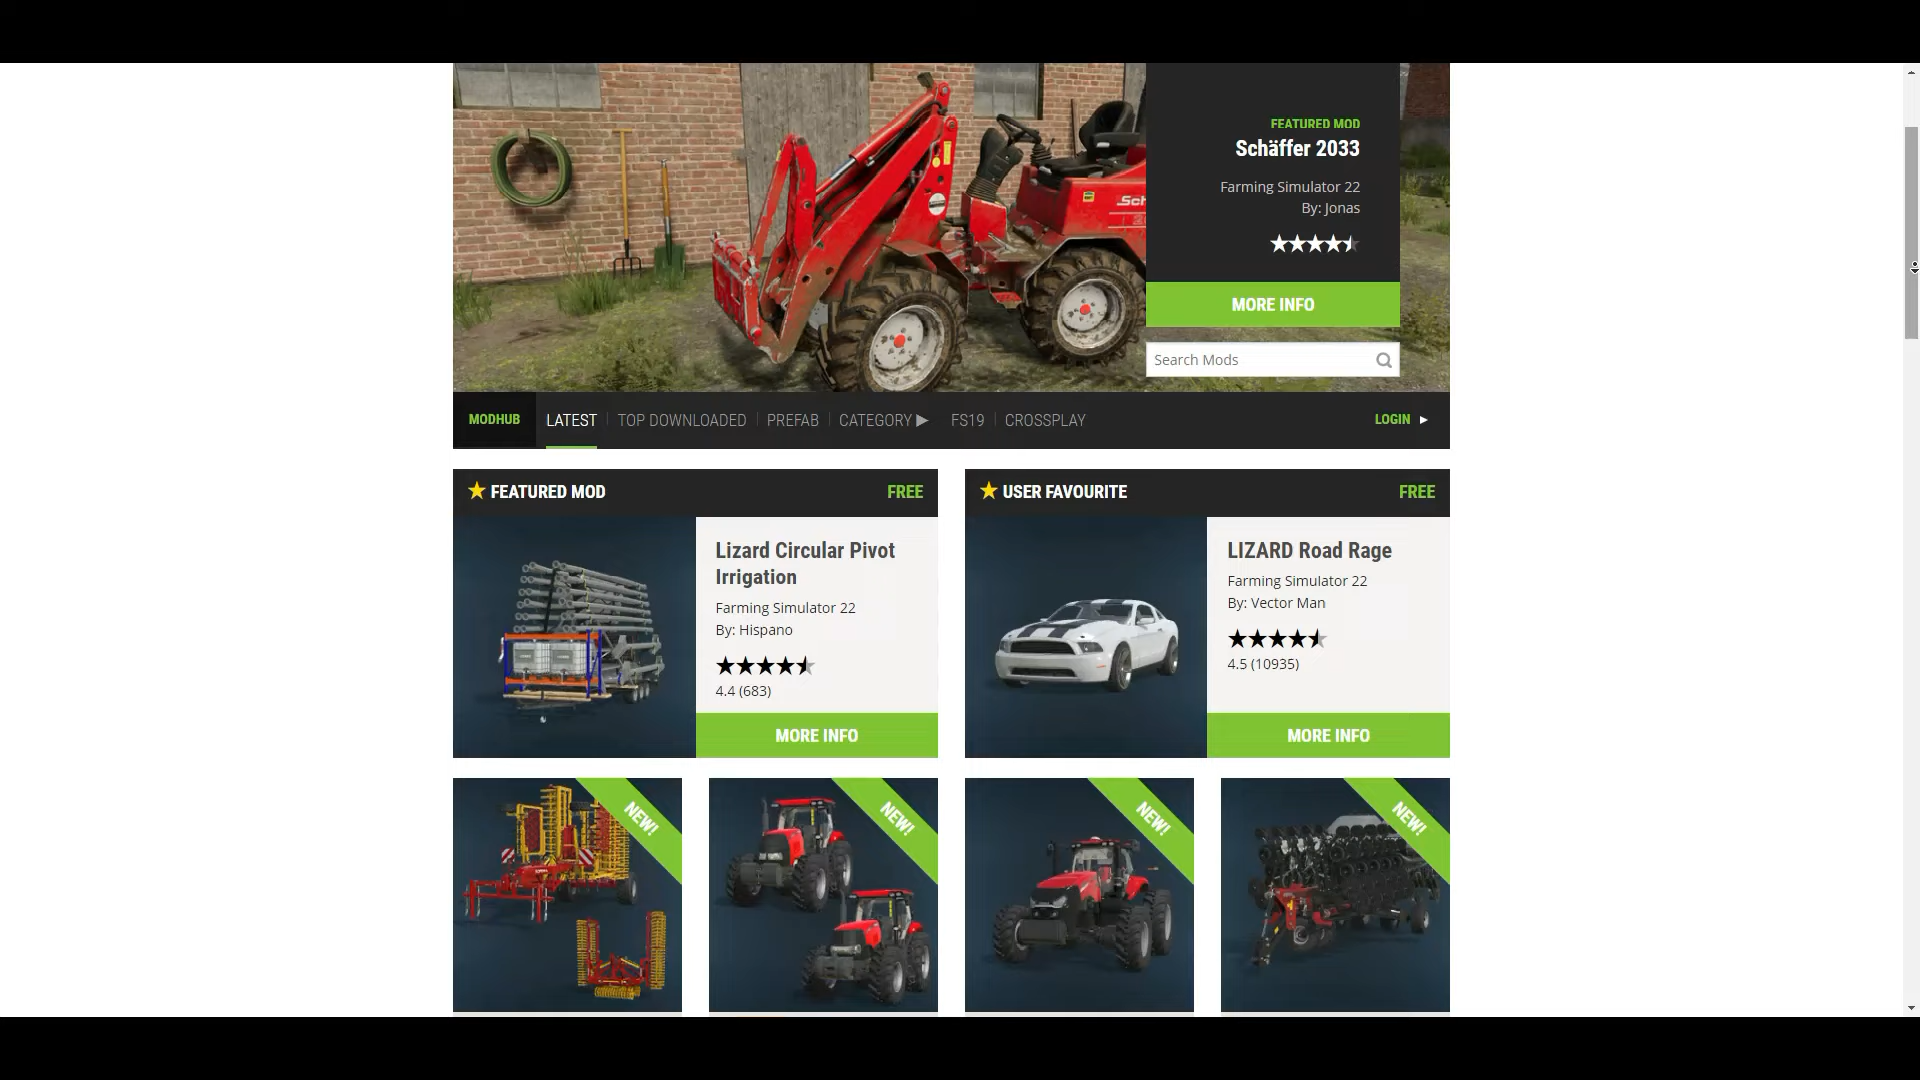 FEATURED MOD
Schäffer 2033
Farming Simulator 22
By: Jonas
MORE INFO
Search Mods
MODHUB
LATEST
TOP DOWNLOADED
PREFAB
CATEGORY ▶
FS19
CROSSPLAY
LOGIN ►
FEATURED MOD
FREE
Lizard Circular Pivot
Irrigation
Farming Simulator 22
By: Hispano
4.4 (683)
MORE INFO
USER FAVOURITE
FREE
LIZARD Road Rage
Farming Simulator 22
By: Vector Man
4.5 (10935)
MORE INFO
NEW!
NEW!
NEW!
NEW!